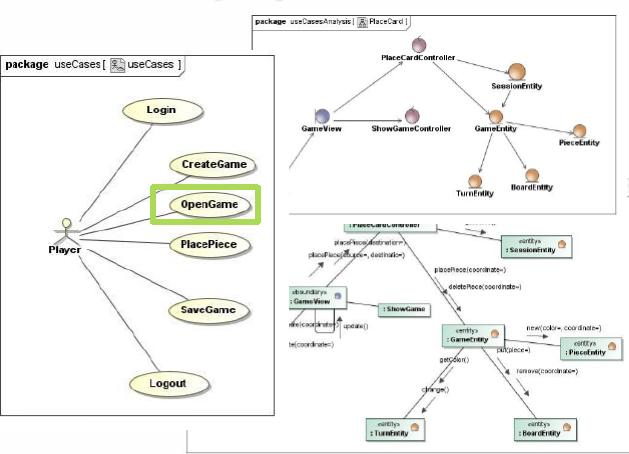 package useCasesAnalysis [ PlaceCard ]
PlaceCardController
SessionEntity
GameView
ShowGameController
GameEntity
PieceEntity
TurnEntity
BoardEntity
package useCases [ useCases ]
Login
CreateGame
OpenGame
Player
PlacePiece
SaveGame
Logout
: PlaceCardController
«entity»
: SessionEntity
placePiece(destination=)
placePiece(source=, destination=)
placePiece(coordinate=)
deletePiece(coordinate=)
«boundary»
: GameView
: ShowGame
(coordinate=)
update()
(coordinate=)
«entity»
: GameEntity
new(color=, coordinate=)
«entity»
: PieceEntity
getColor()
put(piece=)
remove(coordinate=)
change()
«entity»
: TurnEntity
«entity»
: BoardEntity